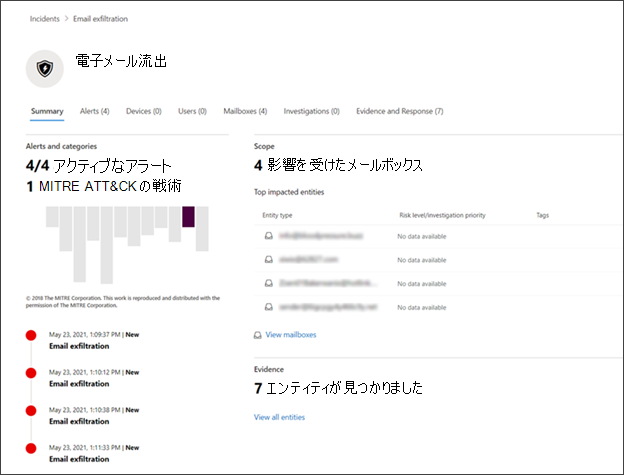 Incidents > Email exfiltration
電子メール流出
Summary Alerts (4) Devices (0) Users (0) Mailboxes (4) Investigations (0) Evidence and Response (7)
Alerts and categories
4/4 アクティブなアラート
1 MITRE ATT&CKの戦術
© 2018 The MITRE Corporation. This work is reproduced and distributed with the
permission of The MITRE Corporation.
May 23, 2021, 1:09:37 PM | New
Email exfiltration
May 23, 2021, 1:10:12 PM | New
Email exfiltration
May 23, 2021, 1:10:38 PM | New
Email exfiltration
May 23, 2021, 1:11:33 PM | New
Email exfiltration
Scope
4 影響を受けたメールボックス
Top impacted entities
Entity type Risk level/investigation priority Tags
No data available
No data available
No data available
No data available
View mailboxes
Evidence
7 エンティティが見つかりました
View all entities